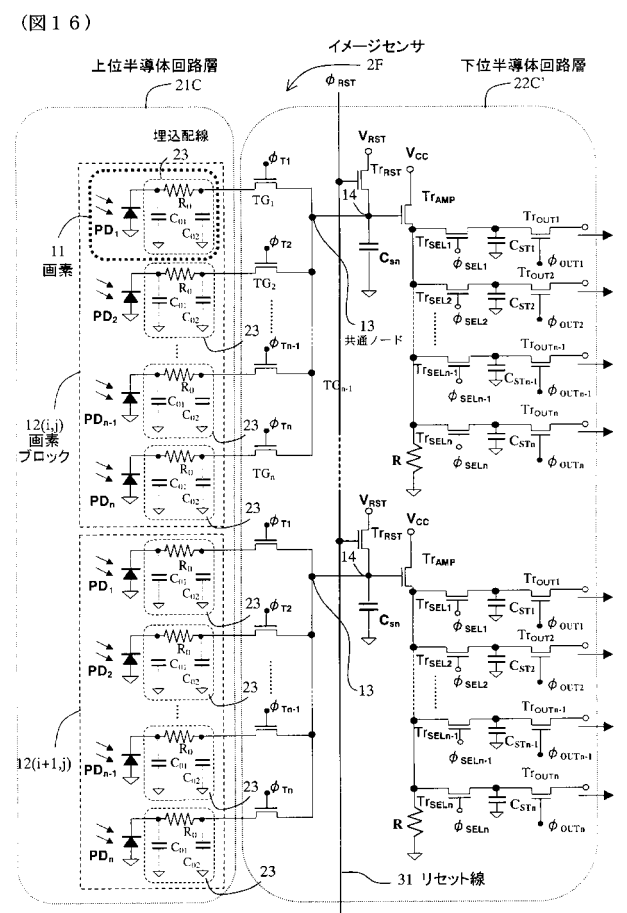 (図16)
イメージセンサ
2F
上位半導体回路層
21C
下位半導体回路層
22C'
φRST
埋込配線
23
φT1
VRST
TrRST
VCC
TrAMP
14
R0
C01
C02
PD1
TG1
11
画素
Csn
TrSEL1
φSEL1
CST1
TrOUT1
φOUT1
φT2
R0
C01
C02
PD2
TG2
23
13
共通ノード
TrSEL2
φSEL2
CST2
TrOUT2
φOUT2
φTn-1
R0
C01
C02
PDn-1
TGn-1
23
TrSELn-1
φSELn-1
CSTn-1
TrOUTn-1
φOUTn-1
12(i,j)
画素
ブロック
φTn
R0
C01
C02
PDn
TGn
23
TrSELn
φSELn
CSTn
TrOUTn
φOUTn
R
φT1
VRST
TrRST
VCC
TrAMP
14
R0
C01
C02
PD1
23
Csn
TrSEL1
φSEL1
CST1
TrOUT1
φOUT1
φT2
R0
C01
C02
PD2
23
13
TrSEL2
φSEL2
CST2
TrOUT2
φOUT2
12(i+1,j)
φTn-1
R0
C01
C02
PDn-1
23
TrSELn-1
φSELn-1
CSTn-1
TrOUTn-1
φOUTn-1
φTn
R0
C01
C02
PDn
23
TrSELn
φSELn
CSTn
TrOUTn
φOUTn
R
31 リセット線